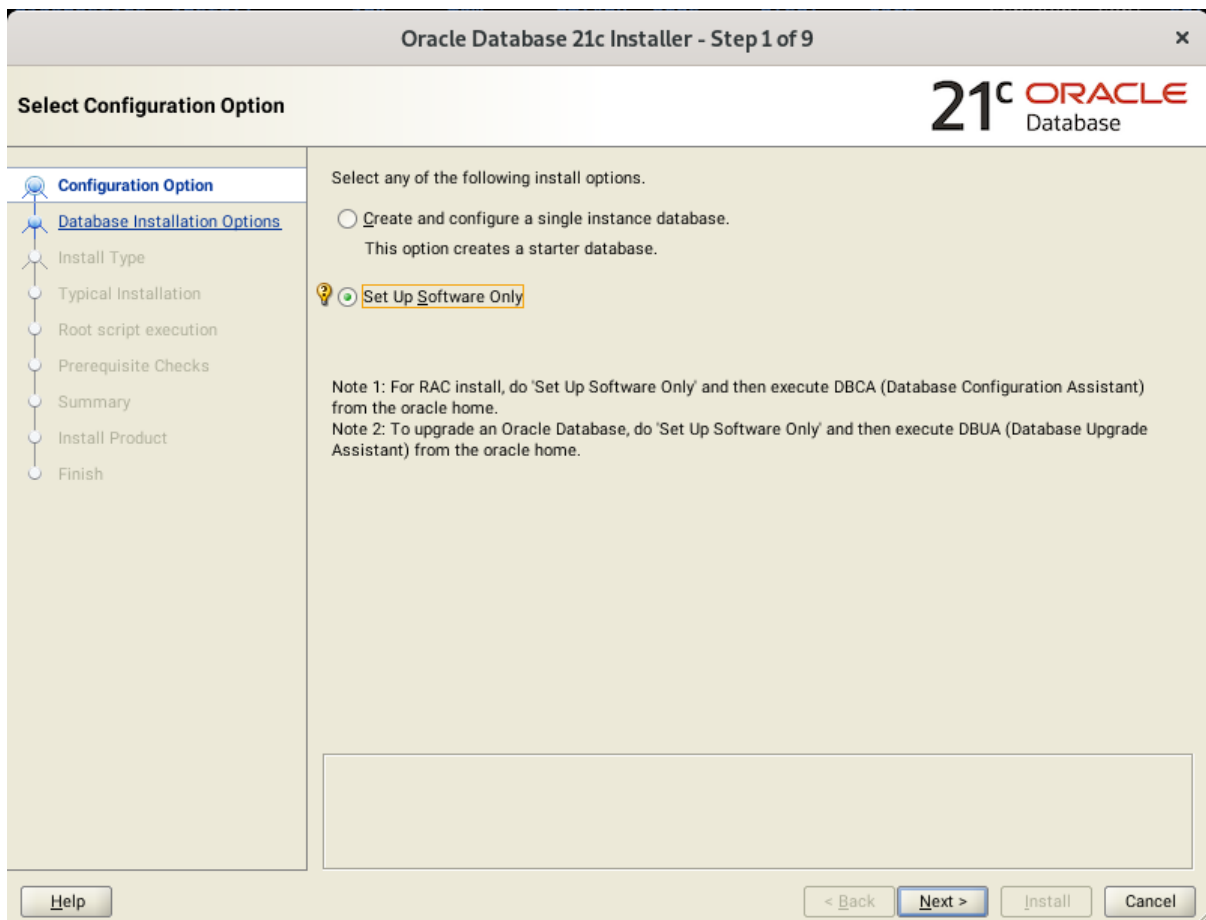 Oracle Database 21c Installer - Step 1 of 9
Select Configuration Option
21c ORACLE
Database
Configuration Option
Database Installation Options
Install Type
Typical Installation
Root script execution
Prerequisite Checks
Summary
Install Product
Finish
Select any of the following install options.
Create and configure a single instance database.
This option creates a starter database.
Set Up Software Only
Note 1: For RAC install, do 'Set Up Software Only' and then execute DBCA (Database Configuration Assistant)
from the oracle home.
Note 2: To upgrade an Oracle Database, do 'Set Up Software Only' and then execute DBUA (Database Upgrade
Assistant) from the oracle home.
Help
< Back
Next >
Install
Cancel